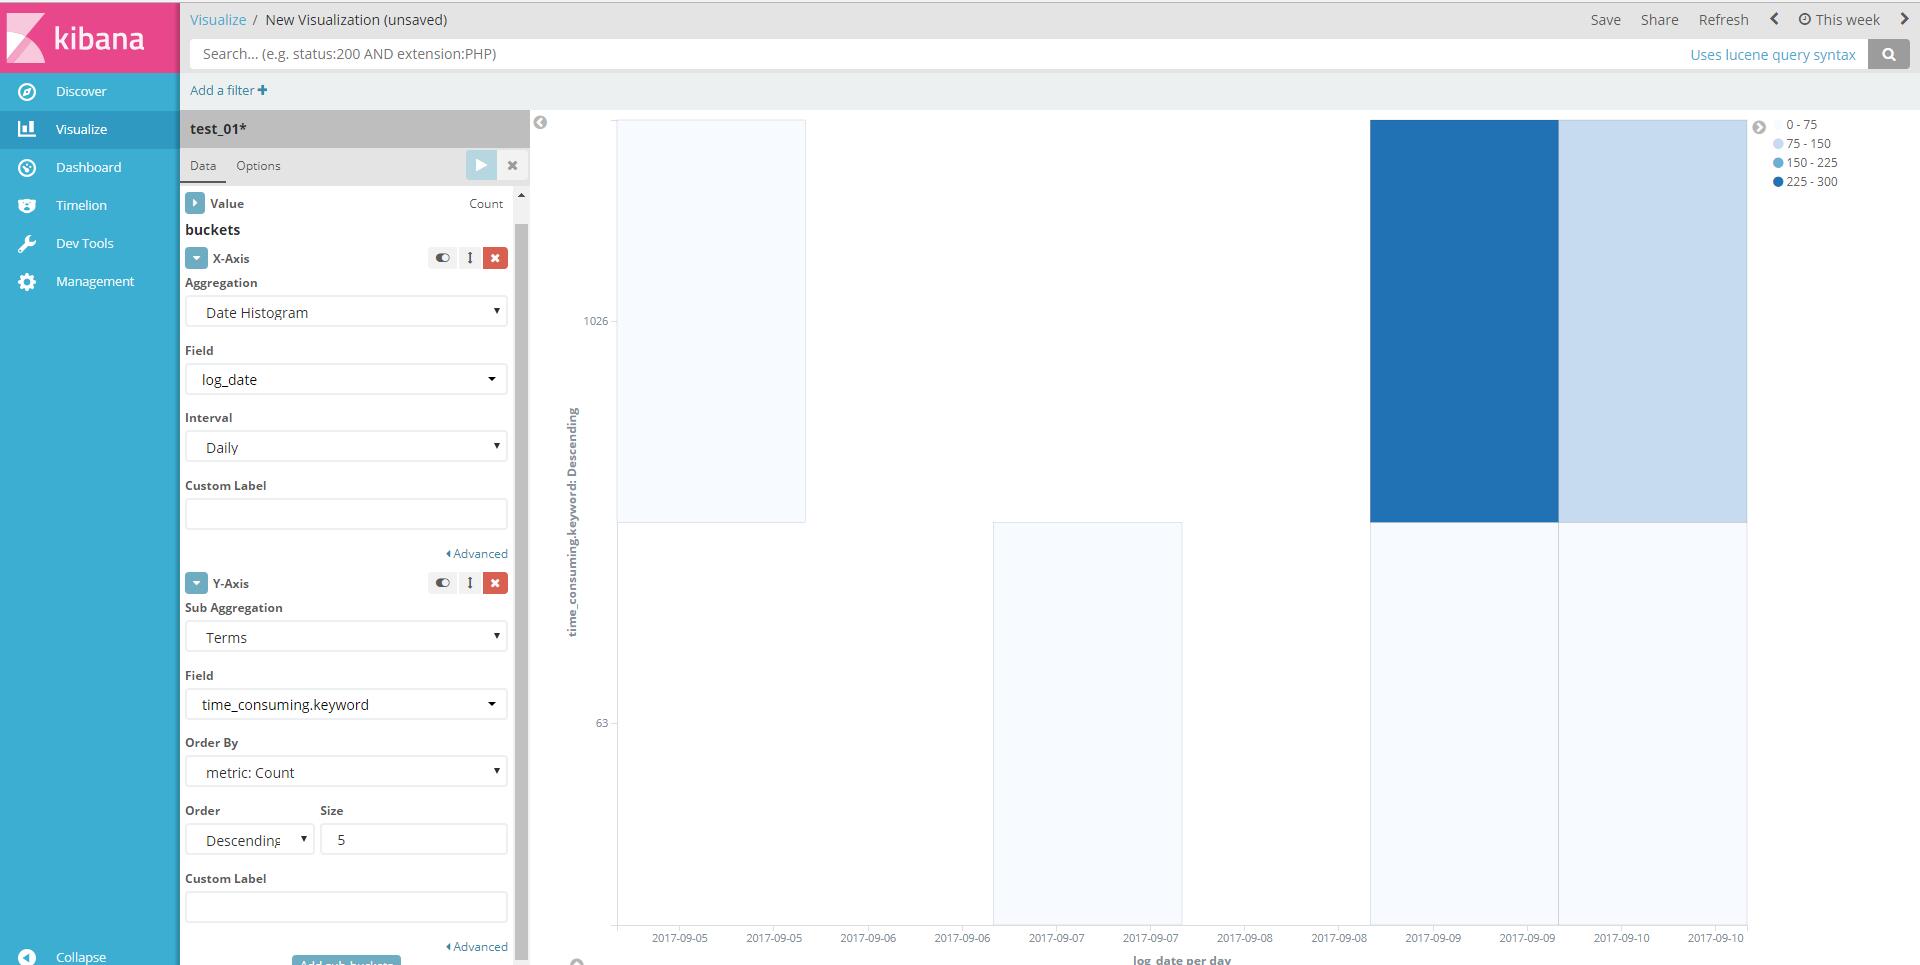 kibana
Discover
Visualize
Dashboard
Timelion
Dev Tools
Management
Collapse
Visualize / New Visualization (unsaved)
Save Share Refresh This week
Search... (e.g. status:200 AND extension:PHP)
Uses lucene query syntax
Add a filter +
test_01*
Data Options
Value Count
buckets
X-Axis
Aggregation
Date Histogram
Field
log_date
Interval
Daily
Custom Label
Advanced
Y-Axis
Sub Aggregation
Terms
Field
time_consuming.keyword
Order By
metric: Count
Order Size
Descending 5
Custom Label
Advanced
Add sub-buckets
time_consuming.keyword: Descending
1026
63
2017-09-05 2017-09-05 2017-09-06 2017-09-06 2017-09-07 2017-09-07 2017-09-08 2017-09-08 2017-09-09 2017-09-09 2017-09-10 2017-09-10
log_date per day
0 - 75
75 - 150
150 - 225
225 - 300